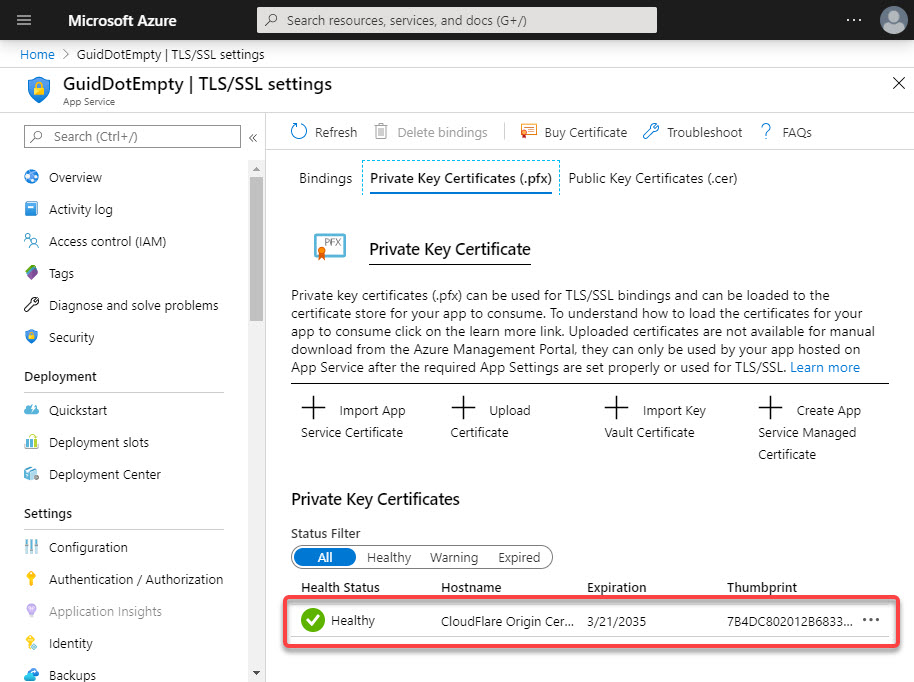 Microsoft Azure
Search resources, services, and docs (G+/)
Home > GuidDotEmpty | TLS/SSL settings
GuidDotEmpty | TLS/SSL settings
App Service
Search (Ctrl+/)
Overview
Activity log
Access control (IAM)
Tags
Diagnose and solve problems
Security
Deployment
Quickstart
Deployment slots
Deployment Center
Settings
Configuration
Authentication / Authorization
Application Insights
Identity
Backups
Refresh
Delete bindings
Buy Certificate
Troubleshoot
? FAQs
Bindings
Private Key Certificates (.pfx)
Public Key Certificates (.cer)
PFX
Private Key Certificate
Private key certificates (.pfx) can be used for TLS/SSL bindings and can be loaded to the
certificate store for your app to consume. To understand how to load the certificates for your
app to consume click on the learn more link. Uploaded certificates are not available for manual
download from the Azure Management Portal, they can only be used by your app hosted on
App Service after the required App Settings are set properly or used for TLS/SSL. Learn more
Import App
Service Certificate
Upload
Certificate
Import Key
Vault Certificate
Create App
Service Managed
Certificate
Private Key Certificates
Status Filter
All Healthy Warning Expired
Health Status Hostname Expiration Thumbprint
Healthy CloudFlare Origin Cer... 3/21/2035 7B4DC802012B6833...